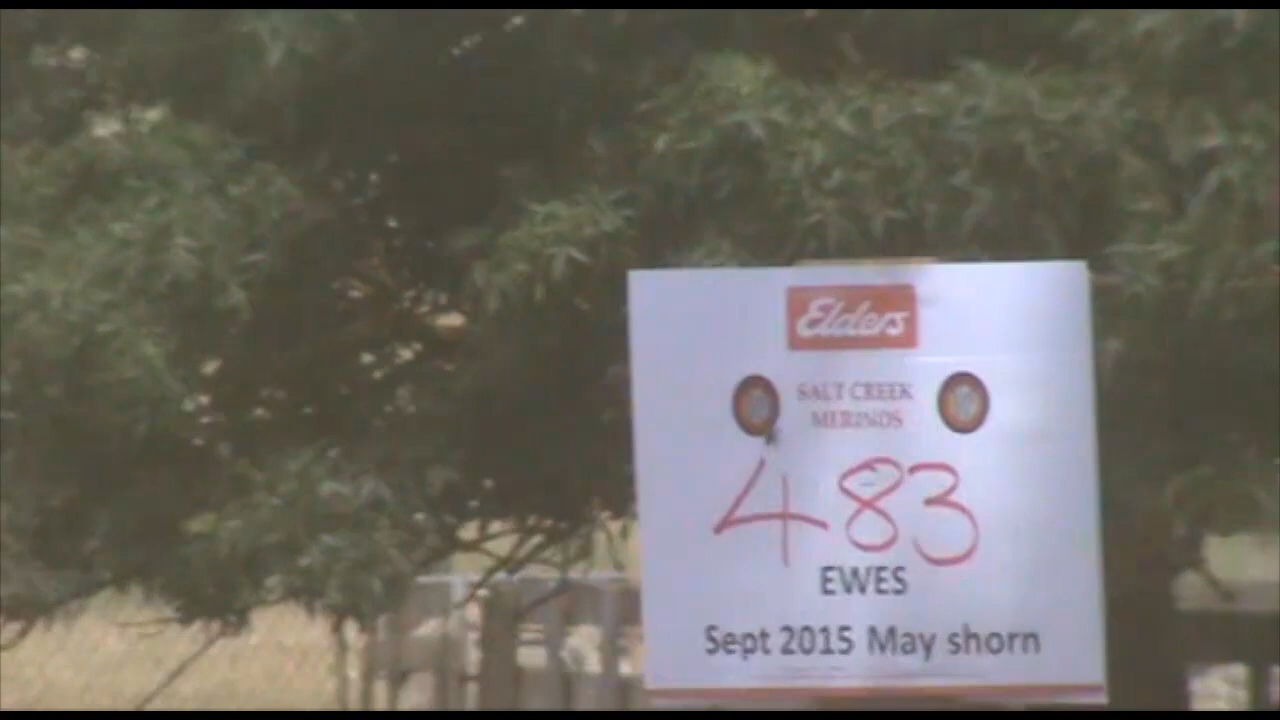 Elders
SALT CREEK
MERINOS
483
EWES
Sept 2015 May shorn